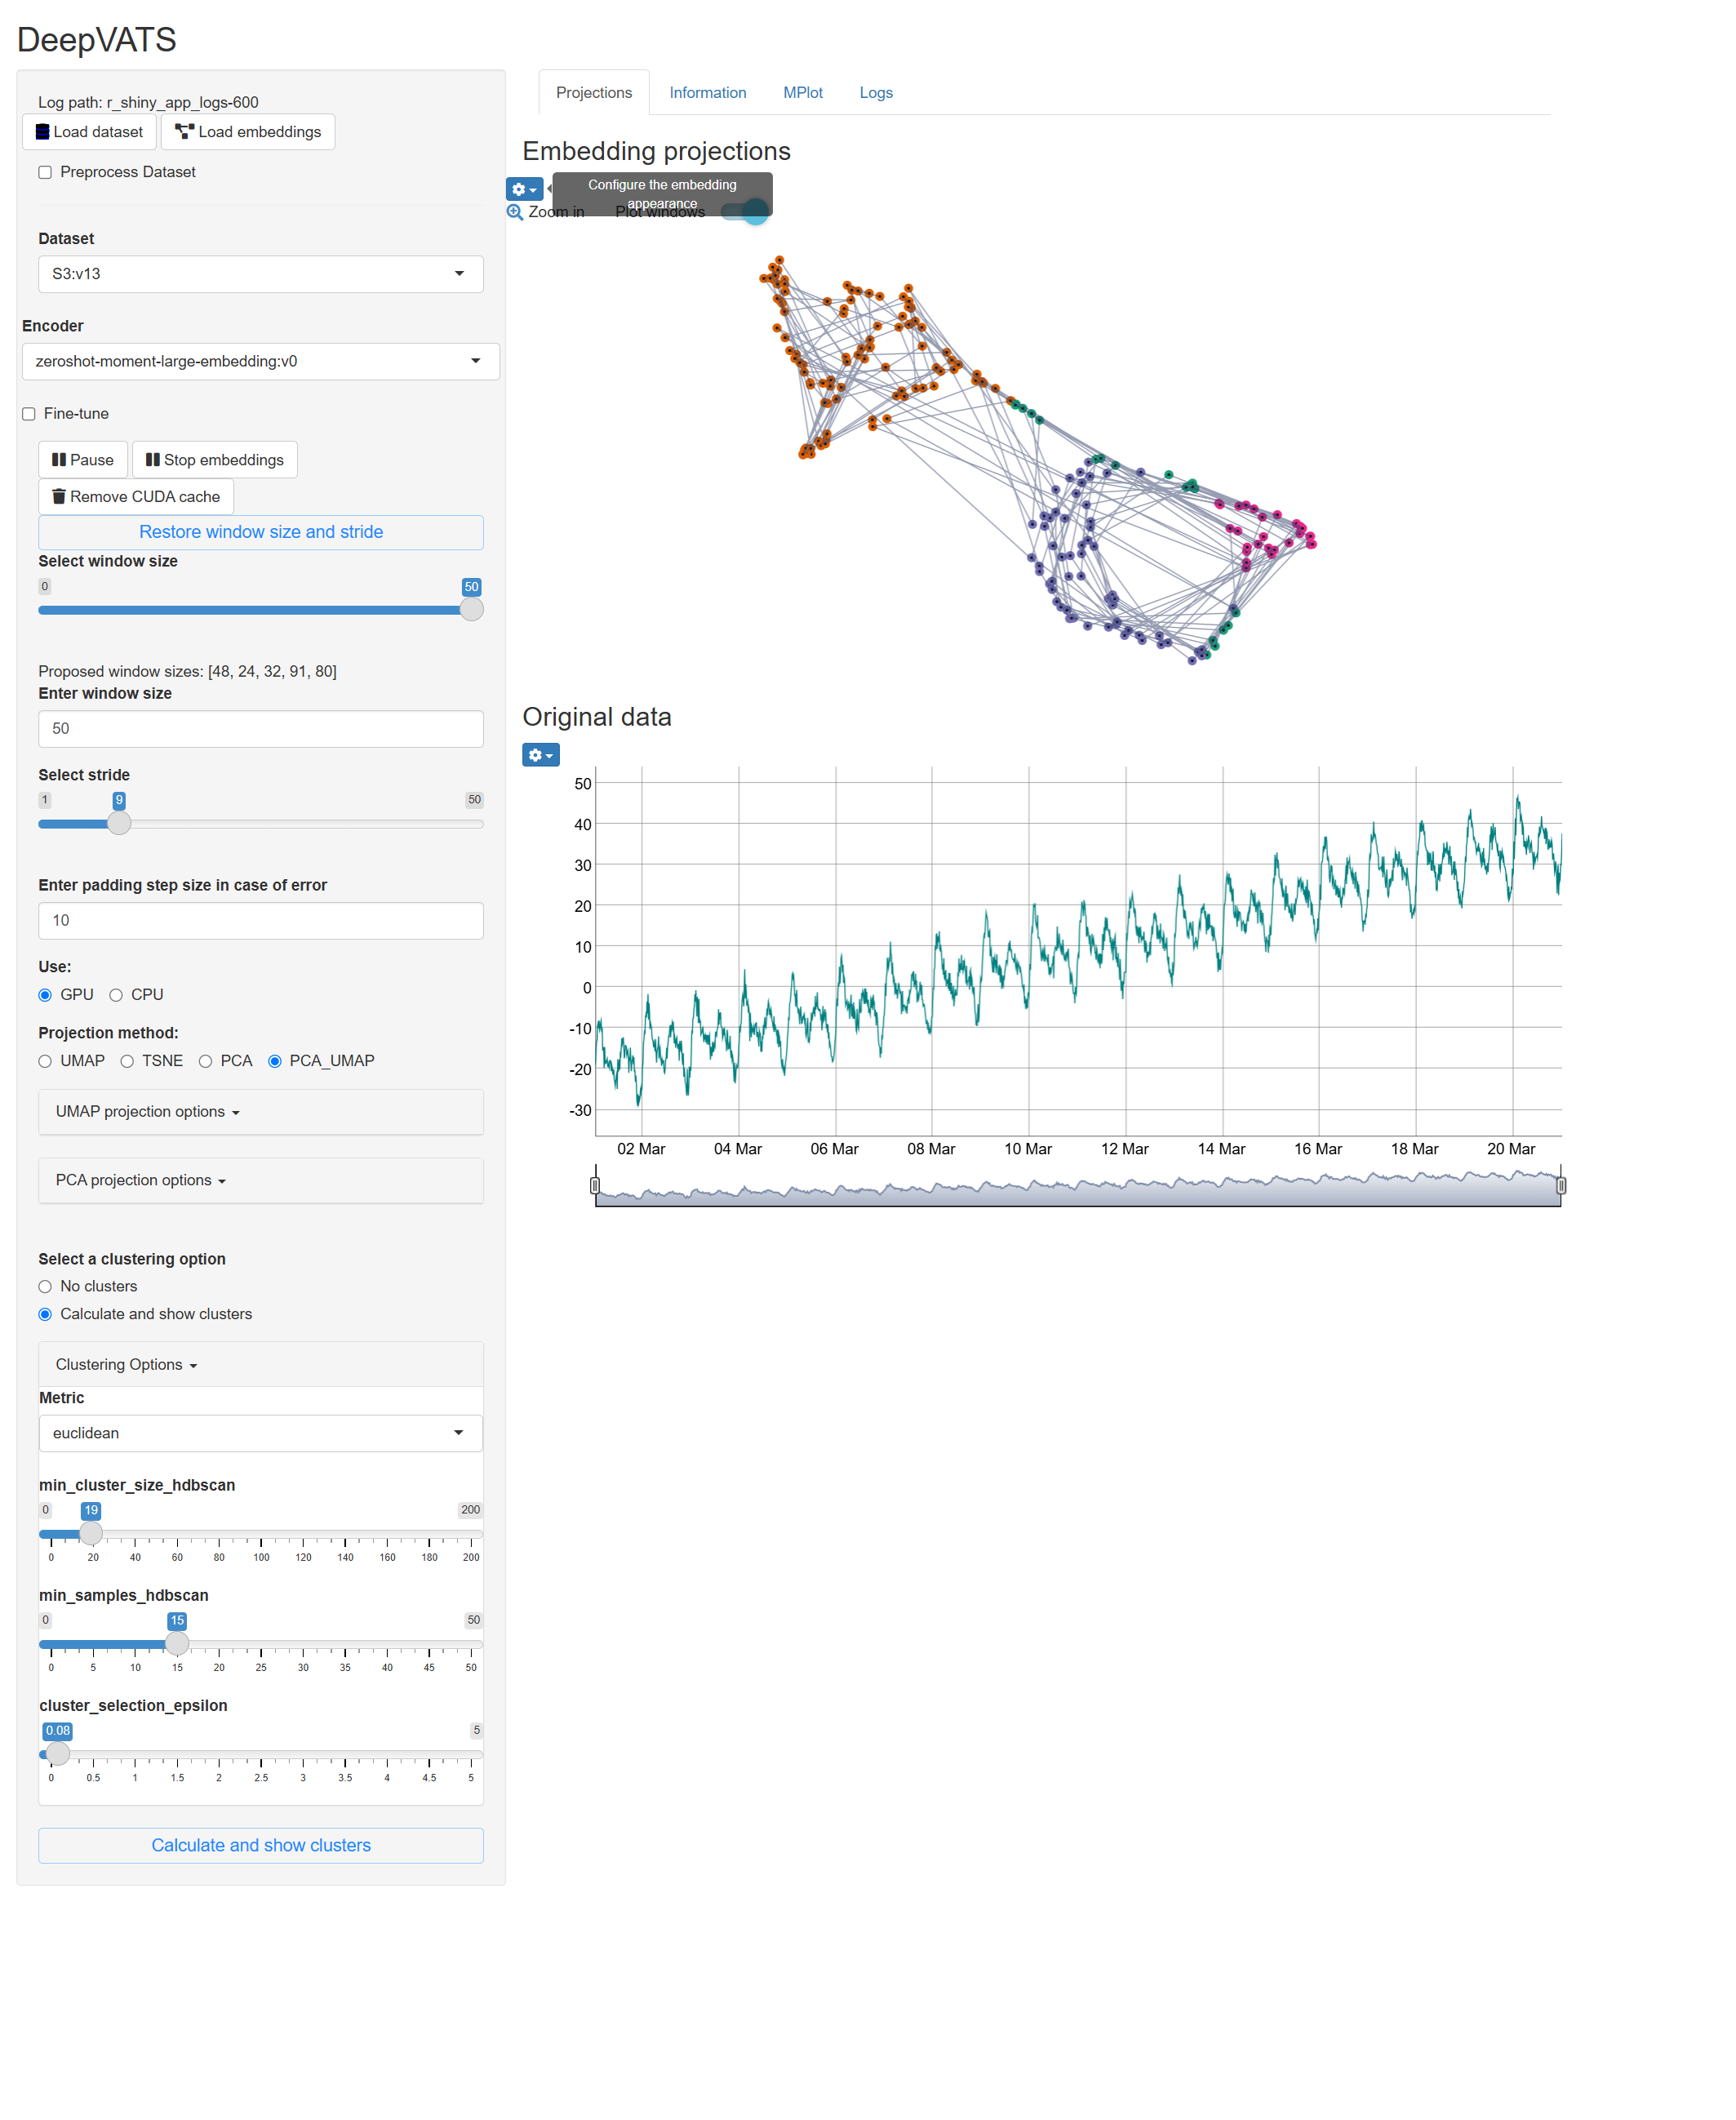 DeepVATS
Log path: r_shiny_app_logs-600
Load dataset
Load embeddings
Preprocess Dataset
Dataset
S3:v13
Encoder
zeroshot-moment-large-embedding:v0
Fine-tune
Pause
Stop embeddings
Remove CUDA cache
Restore window size and stride
Select window size
0
50
Proposed window sizes: [48, 24, 32, 91, 80]
Enter window size
50
Select stride
1
9
50
Enter padding step size in case of error
10
Use:
GPU
CPU
Projection method:
UMAP
TSNE
PCA
PCA_UMAP
UMAP projection options
PCA projection options
Select a clustering option
No clusters
Calculate and show clusters
Clustering Options
Metric
euclidean
min_cluster_size_hdbscan
0
19
200
0 20 40 60 80 100 120 140 160 180 200
min_samples_hdbscan
0
15
50
0 5 10 15 20 25 30 35 40 45 50
cluster_selection_epsilon
0.08
5
0 0.5 1 1.5 2 2.5 3 3.5 4 4.5 5
Calculate and show clusters
Projections
Information
MPlot
Logs
Embedding projections
Configure the embedding
appearance
Zoom in
Plot windows
Original data
50
40
30
20
10
0
-10
-20
-30
02 Mar 04 Mar 06 Mar 08 Mar 10 Mar 12 Mar 14 Mar 16 Mar 18 Mar 20 Mar